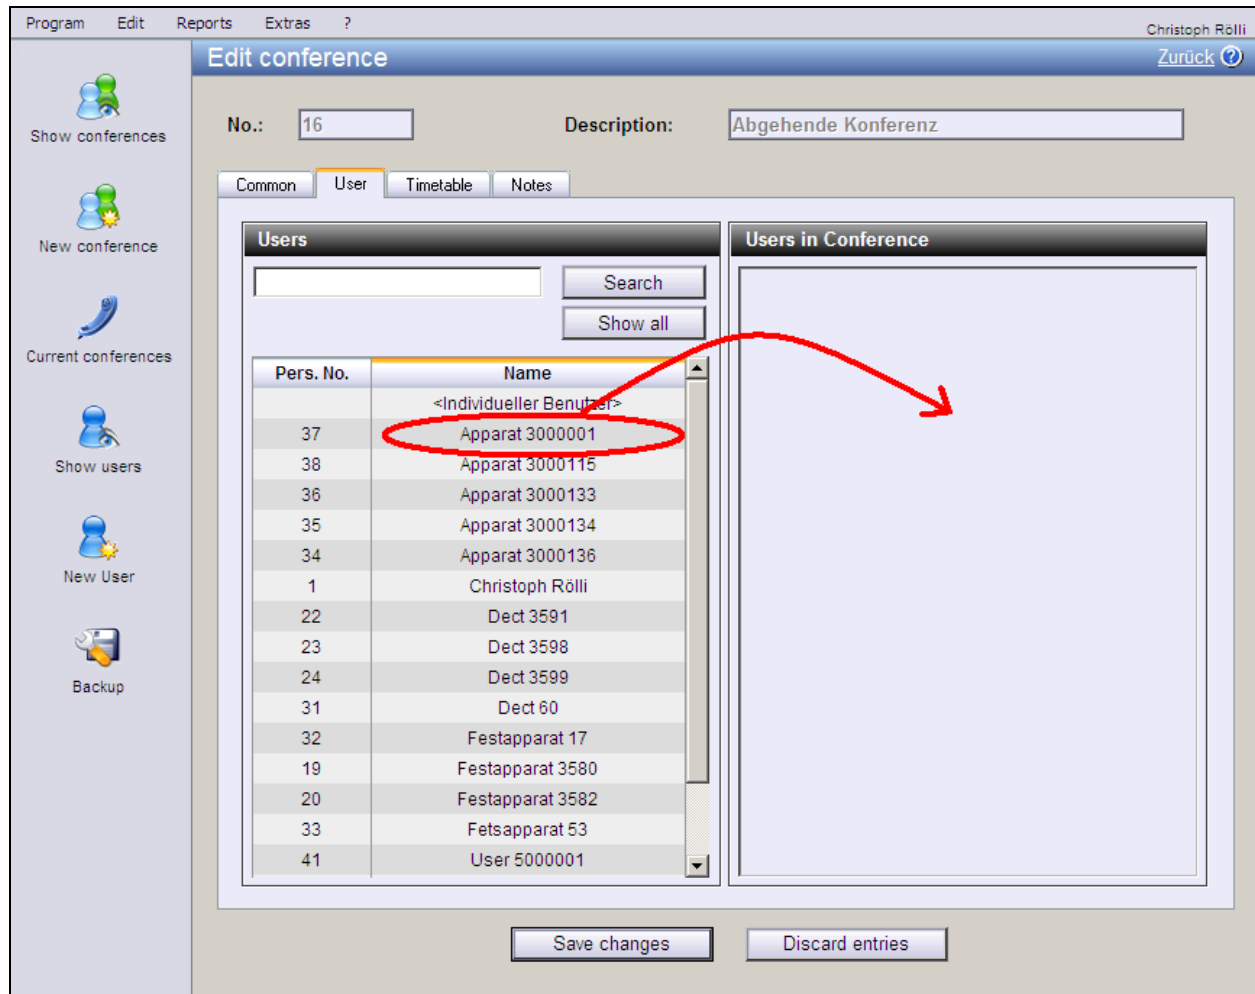 Program Edit Reports Extras ?
Christoph Rölli
Edit conference
Zurück ?
Show conferences
New conference
Current conferences
Show users
New User
Backup
No.: 16 Description: Abgehende Konferenz
Common User Timetable Notes
Users
Search
Show all
Pers. No. Name
<Individueller Benutzer>
37 Apparat 3000001
38 Apparat 3000115
36 Apparat 3000133
35 Apparat 3000134
34 Apparat 3000136
1 Christoph Rölli
22 Dect 3591
23 Dect 3598
24 Dect 3599
31 Dect 60
32 Festapparat 17
19 Festapparat 3580
20 Festapparat 3582
33 Fetsapparat 53
41 User 5000001
Users in Conference
Save changes Discard entries